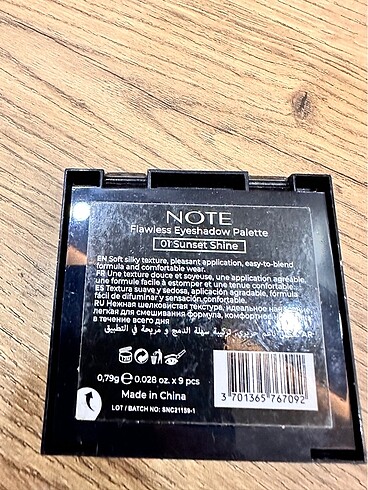 NOTE
Flawless Eyeshadow Palette
01 Sunset Shine
EN Soft silky texture, pleasant application, easy-to-blend
formula and comfortable wear.
FR Une texture douce et soyeuse, une application agréable,
une formule facile à estomper et une tenue confortable.
ES Textura suave y sedosa, aplicación agradable, fórmula
fácil de difuminar y sensación confortable.
RU Нежная шелковистая текстура, идеальное
легкая для смешивания формула, комфортное
в течение всего дня
تركيبة سهلة الدمج و مريحة في التطبيق
0,79g e 0.028 oz. x 9 pcs
Made in China
LOT / BATCH NO: SNC21159-1
3 701365 767092